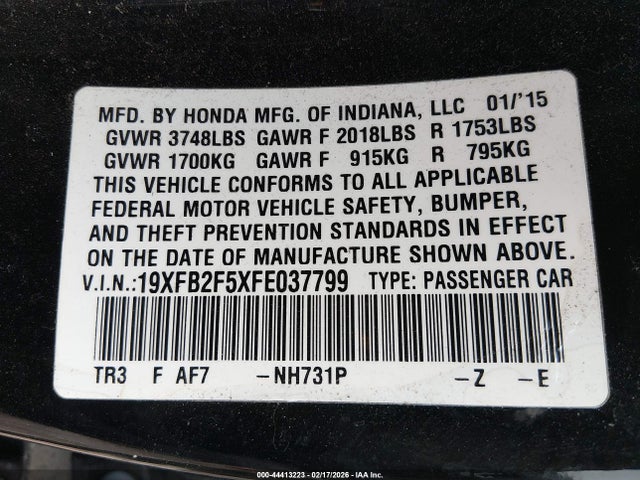 MFD. BY HONDA MFG. OF INDIANA, LLC 01/'15
GVWR 3748LBS GAWR F 2018LBS R 1753LBS
GVWR 1700KG GAWR F 915KG R 795KG
THIS VEHICLE CONFORMS TO ALL APPLICABLE
FEDERAL MOTOR VEHICLE SAFETY, BUMPER,
AND THEFT PREVENTION STANDARDS IN EFFECT
ON THE DATE OF MANUFACTURE SHOWN ABOVE.
V.I.N.:19XFB2F5XFE037799 TYPE: PASSENGER CAR
TR3 F AF7 –NH731P –Z –E
000-44413223 - 02/17/2026 - IAA, Inc.